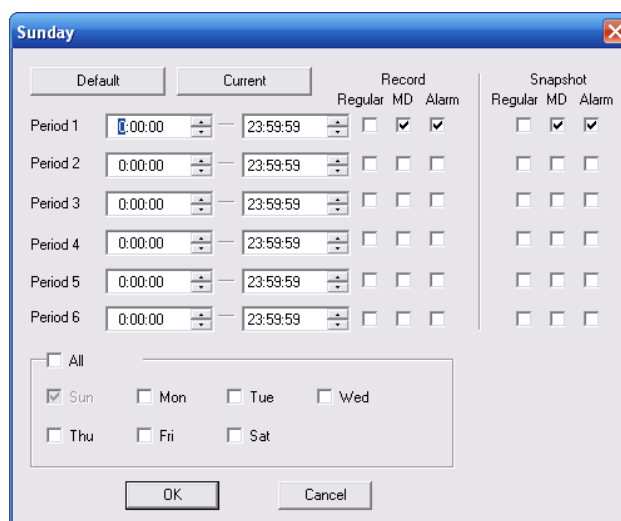 Sunday
Default Current Record Snapshot
Regular MD Alarm Regular MD Alarm
Period 1 0:00:00 — 23:59:59
Period 2 0:00:00 — 23:59:59
Period 3 0:00:00 — 23:59:59
Period 4 0:00:00 — 23:59:59
Period 5 0:00:00 — 23:59:59
Period 6 0:00:00 — 23:59:59
All
Sun Mon Tue Wed
Thu Fri Sat
OK Cancel